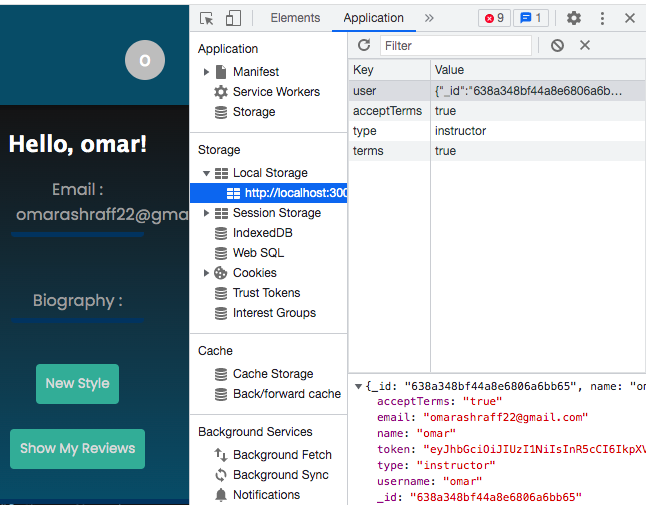 O
Hello, omar!
Email :
omarashraff22@gma
Biography :
New Style
Show My Reviews
Elements Application » 9 1
Application
Manifest
Service Workers
Storage
Storage
Local Storage
http://localhost:300
Session Storage
IndexedDB
Web SQL
Cookies
Trust Tokens
Interest Groups
Cache
Cache Storage
Back/forward cache
Background Services
Background Fetch
Background Sync
Notifications
Filter
Key Value
user {"_id":"638a348bf44a8e6806a6b…
acceptTerms true
type instructor
terms true
{_id: "638a348bf44a8e6806a6bb65", name: "om
acceptTerms: "true"
email: "omarashraff22@gmail.com"
name: "omar"
token: "eyJhbGciOiJIUzI1NiIsInR5cCI6IkpXV
type: "instructor"
username: "omar"
_id: "638a348bf44a8e6806a6bb65"